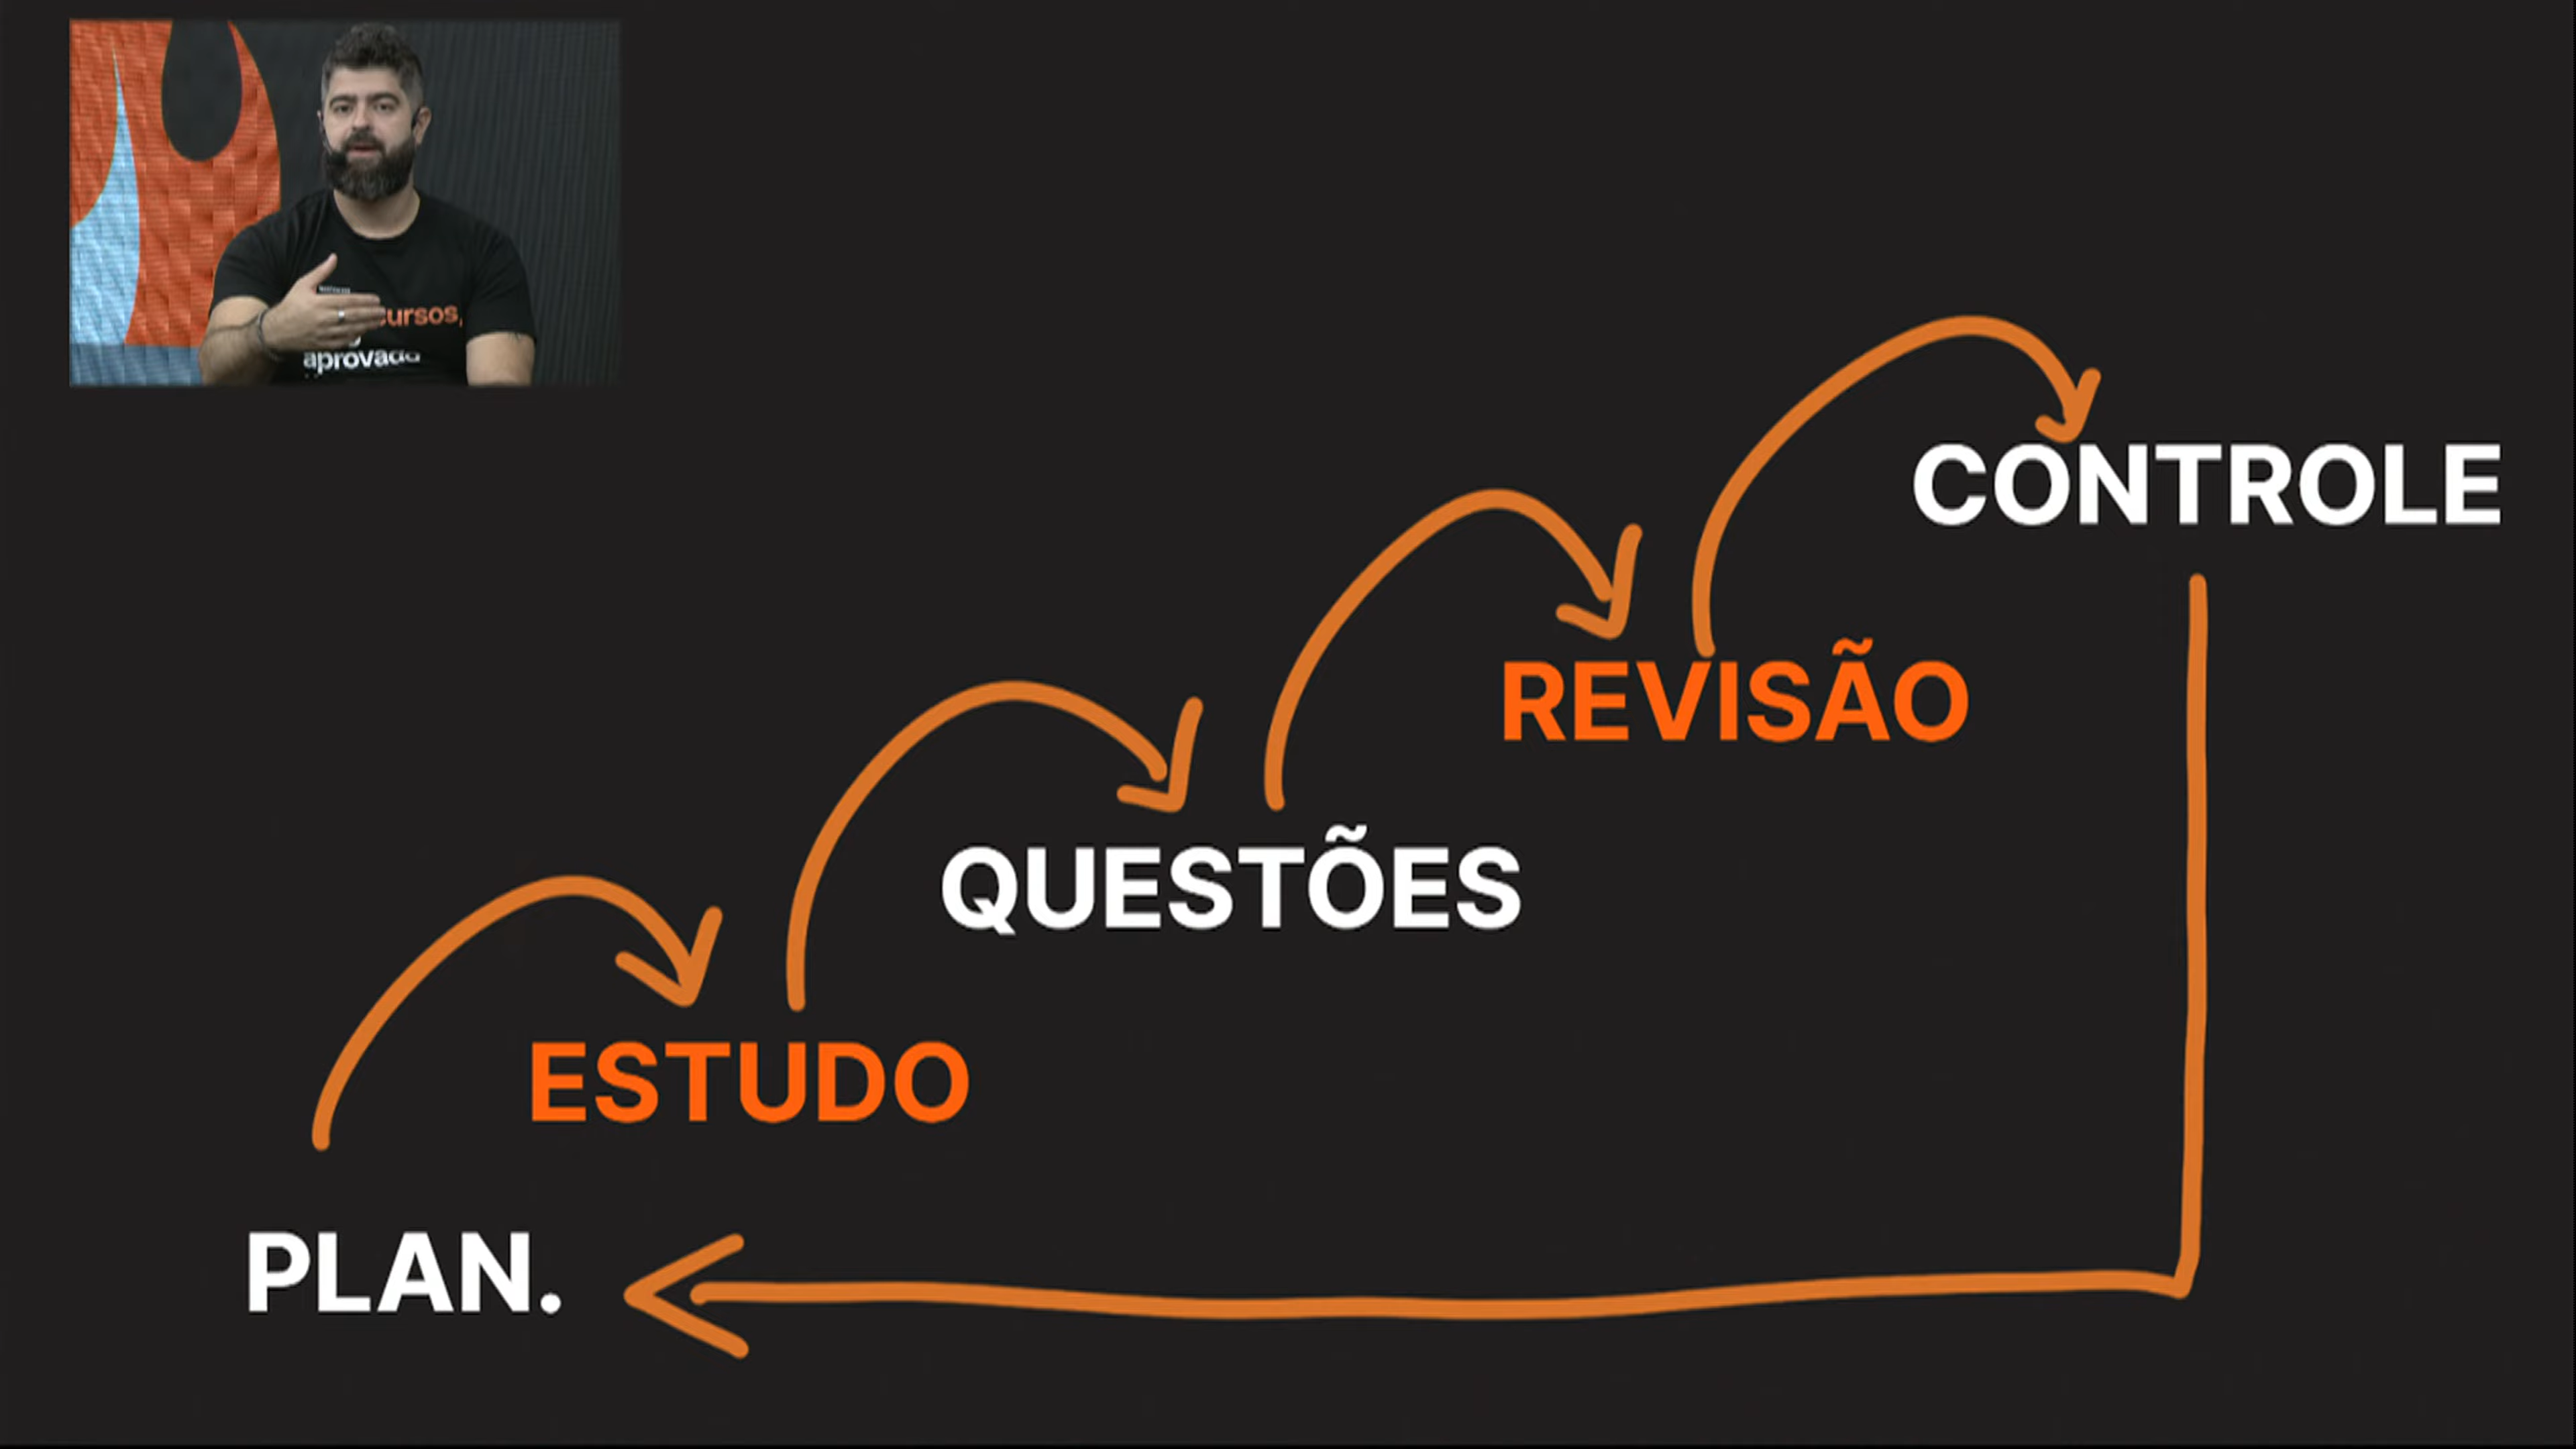 cursos,
aprovado
CONTROLE
REVISÃO
QUESTÕES
ESTUDO
PLAN.